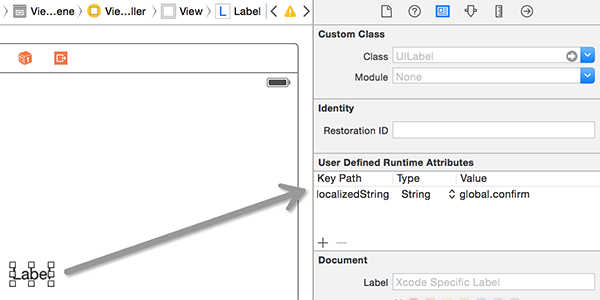 Vie...ene Vie...ller View L Label
Custom Class
Class UILabel
Module None
Identity
Restoration ID
User Defined Runtime Attributes
Key Path Type Value
localizedString String global.confirm
Document
Label Xcode Specific Label
Label